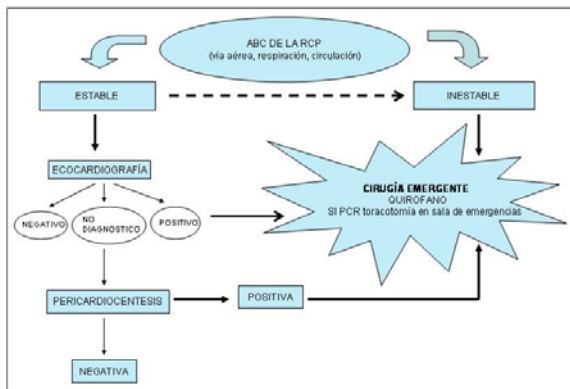 ABC DE LA RCP
(vía aérea, respiración, circulación)
ESTABLE
INESTABLE
ECOCARDIOGRAFÍA
NEGATIVO
NO
DIAGNOSTICO
POSITIVO
CIRUGÍA EMERGENTE
QUIROFANO
SI PCR toracotomía en sala de emergencias
PERICARDIOCENTESIS
POSITIVA
NEGATIVA